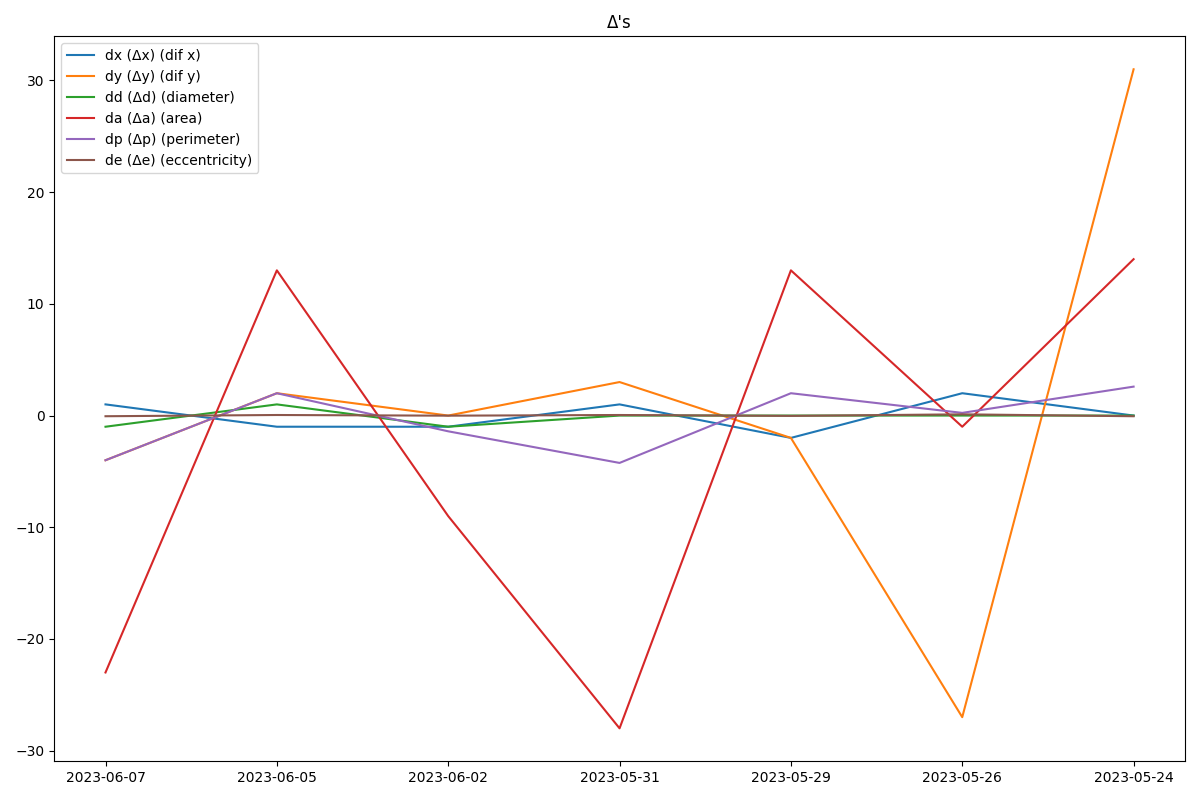 Δ's
dx (Δx) (dif x)
dy (Δy) (dif y)
dd (Δd) (diameter)
da (Δa) (area)
dp (Δp) (perimeter)
de (Δe) (eccentricity)
30
20
10
0
−10
−20
−30
2023-06-07 2023-06-05 2023-06-02 2023-05-31 2023-05-29 2023-05-26 2023-05-24